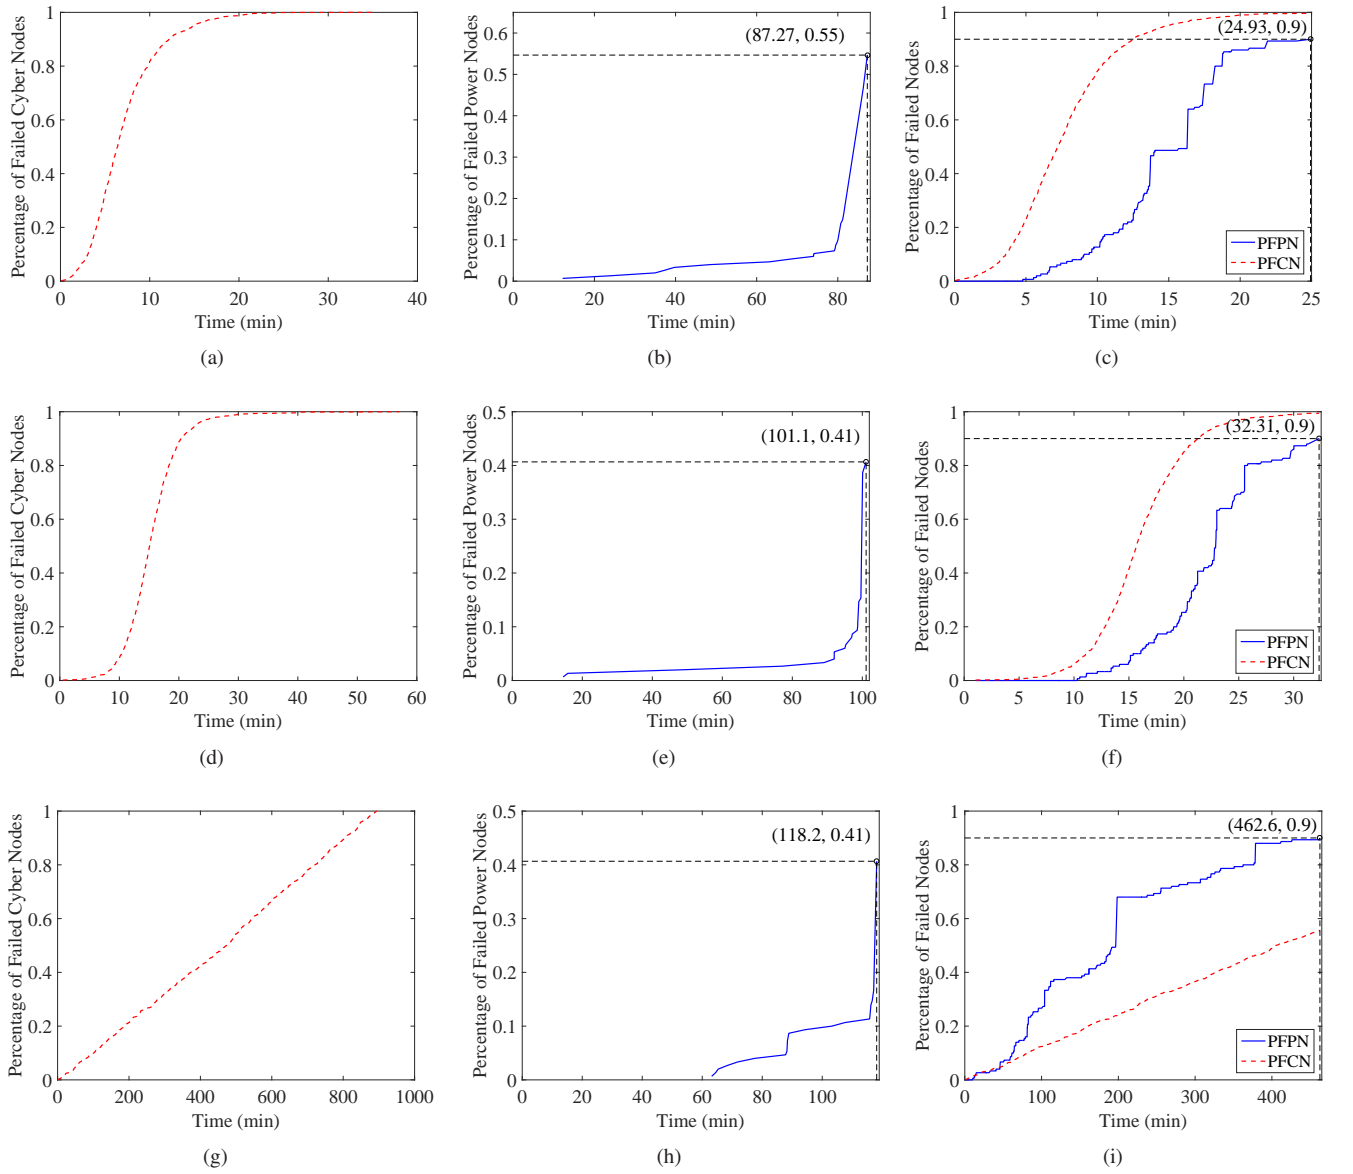 Percentage of Failed Cyber Nodes
1
0.8
0.6
0.4
0.2
0
0 10 20 30 40
Time (min)
(a)
Percentage of Failed Power Nodes
0.6
0.5
0.4
0.3
0.2
0.1
0
(87.27, 0.55)
0 20 40 60 80
Time (min)
(b)
Percentage of Failed Nodes
1
0.8
0.6
0.4
0.2
0
(24.93, 0.9)
PFPN
PFCN
0 5 10 15 20 25
Time (min)
(c)
Percentage of Failed Cyber Nodes
1
0.8
0.6
0.4
0.2
0
0 10 20 30 40 50 60
Time (min)
(d)
Percentage of Failed Power Nodes
0.5
0.4
0.3
0.2
0.1
0
(101.1, 0.41)
0 20 40 60 80 100
Time (min)
(e)
Percentage of Failed Nodes
1
0.8
0.6
0.4
0.2
0
(32.31, 0.9)
PFPN
PFCN
0 5 10 15 20 25 30
Time (min)
(f)
Percentage of Failed Cyber Nodes
1
0.8
0.6
0.4
0.2
0
0 200 400 600 800 1000
Time (min)
(g)
Percentage of Failed Power Nodes
0.5
0.4
0.3
0.2
0.1
0
(118.2, 0.41)
0 20 40 60 80 100
Time (min)
(h)
Percentage of Failed Nodes
1
0.8
0.6
0.4
0.2
0
(462.6, 0.9)
PFPN
PFCN
0 100 200 300 400
Time (min)
(i)